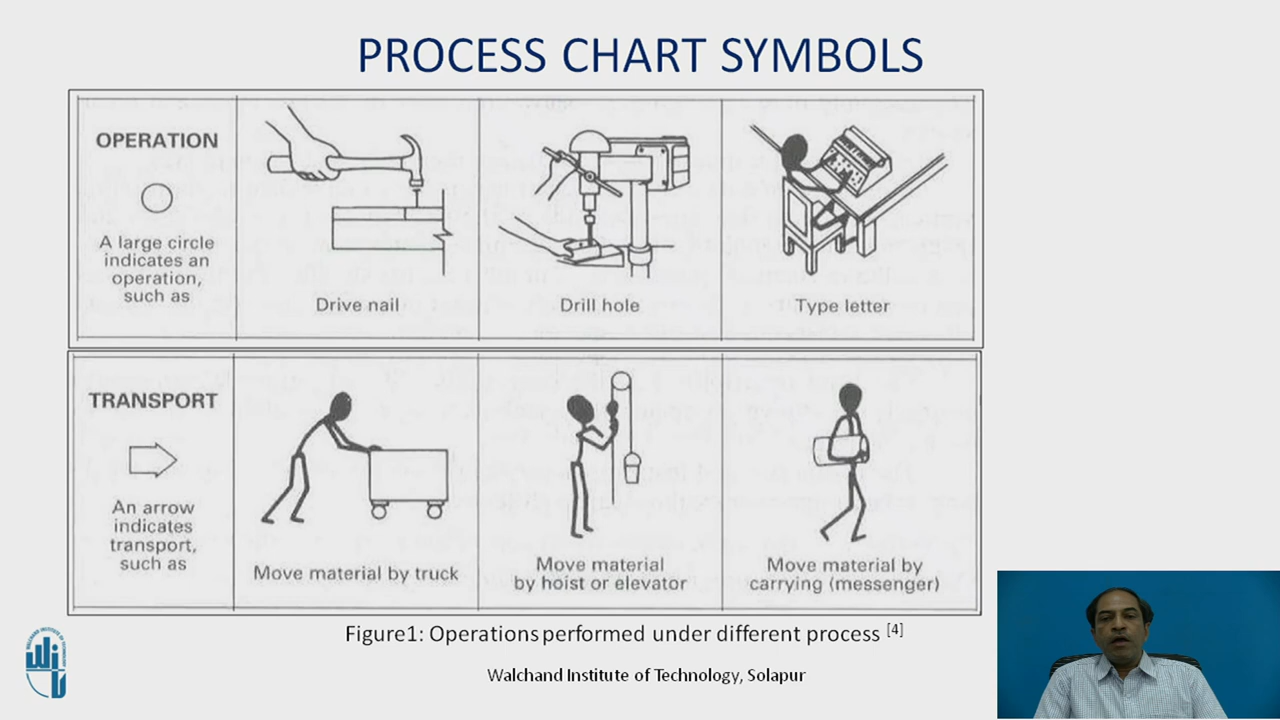 PROCESS CHART SYMBOLS
OPERATION
A large circle
indicates an
operation,
such as
Drive nail
Drill hole
Type letter
TRANSPORT
An arrow
indicates
transport,
such as
Move material by truck
Move material
by hoist or elevator
Move material by
carrying (messenger)
Figure1: Operations performed under different process [4]
Walchand Institute of Technology, Solapur